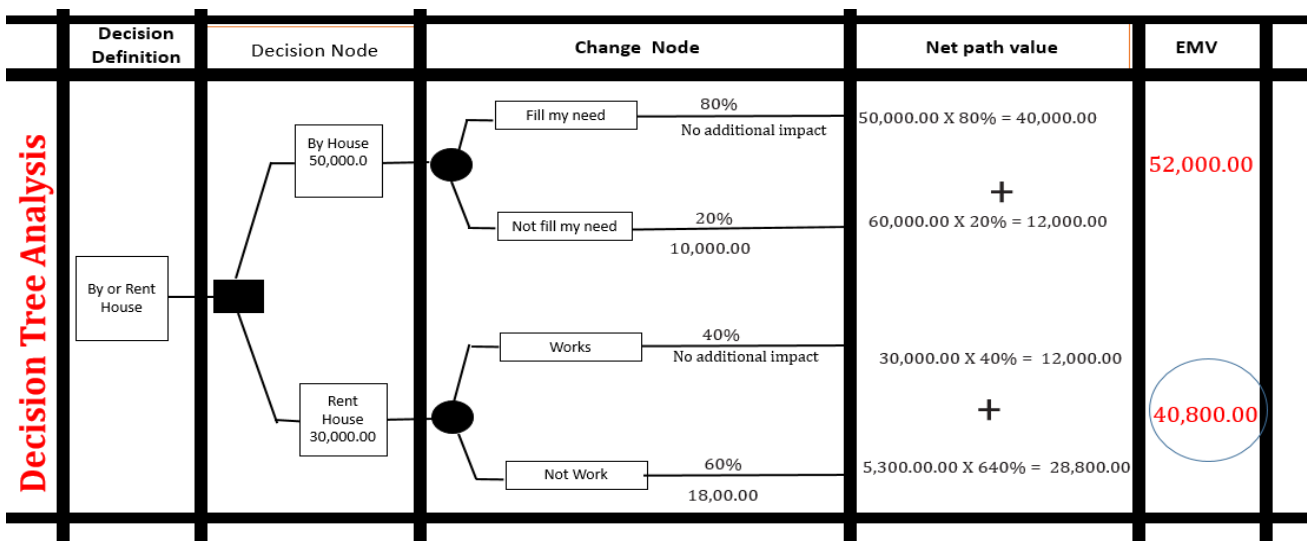 Decision Tree Analysis
Decision
Definition
Decision Node
Change Node
Net path value
EMV
By or Rent
House
By House
50,000.0
Fill my need
80%
No additional impact
50,000.00 X 80% = 40,000.00
52,000.00
+
Not fill my need
20%
10,000.00
60,000.00 X 20% = 12,000.00
Rent
House
30,000.00
Works
40%
No additional impact
30,000.00 X 40% = 12,000.00
+
40,800.00
Not Work
60%
18,00.00
5,300.00.00 X 640% = 28,800.00